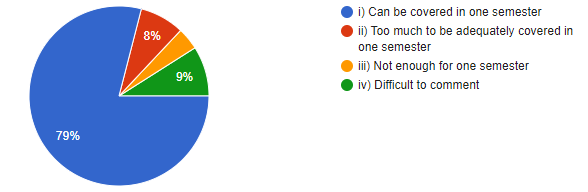 8%
9%
79%
i) Can be covered in one semester
ii) Too much to be adequately covered in
one semester
iii) Not enough for one semester
iv) Difficult to comment